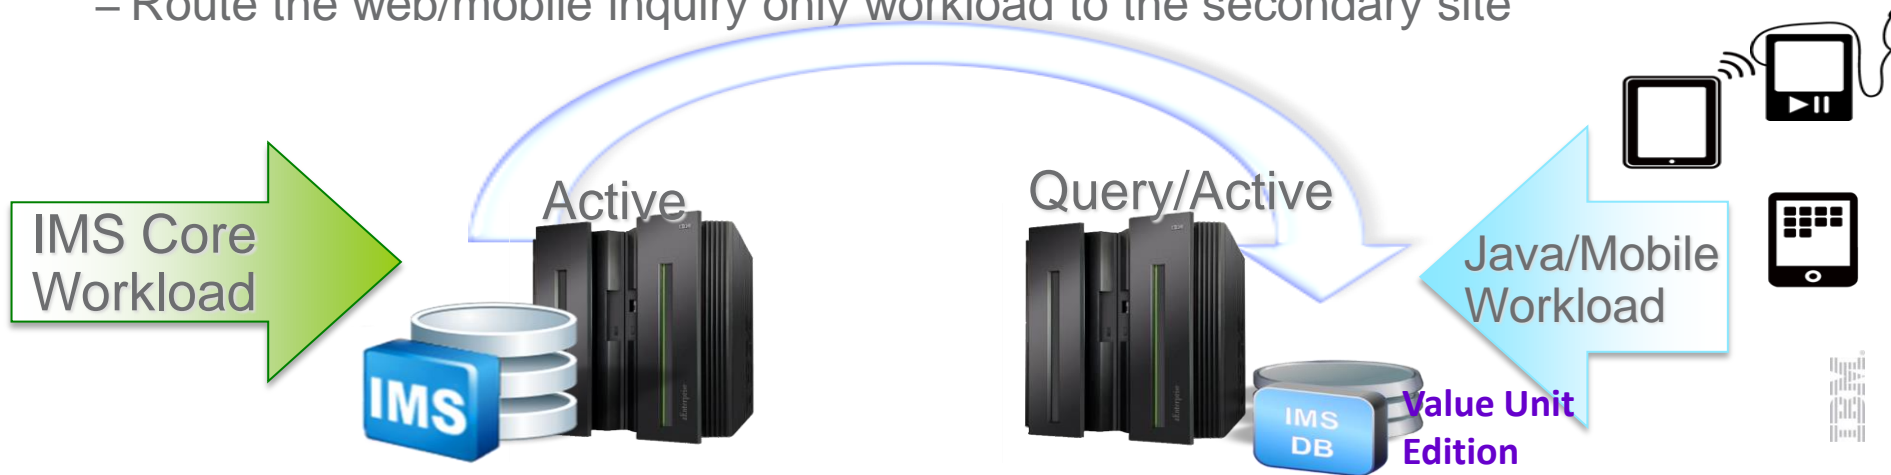 – Route the web/mobile inquiry only workload to the secondary site
Active
Query/Active
IMS Core
Workload
Java/Mobile
Workload
IMS
IMS
DB
Value Unit
Edition
IBM